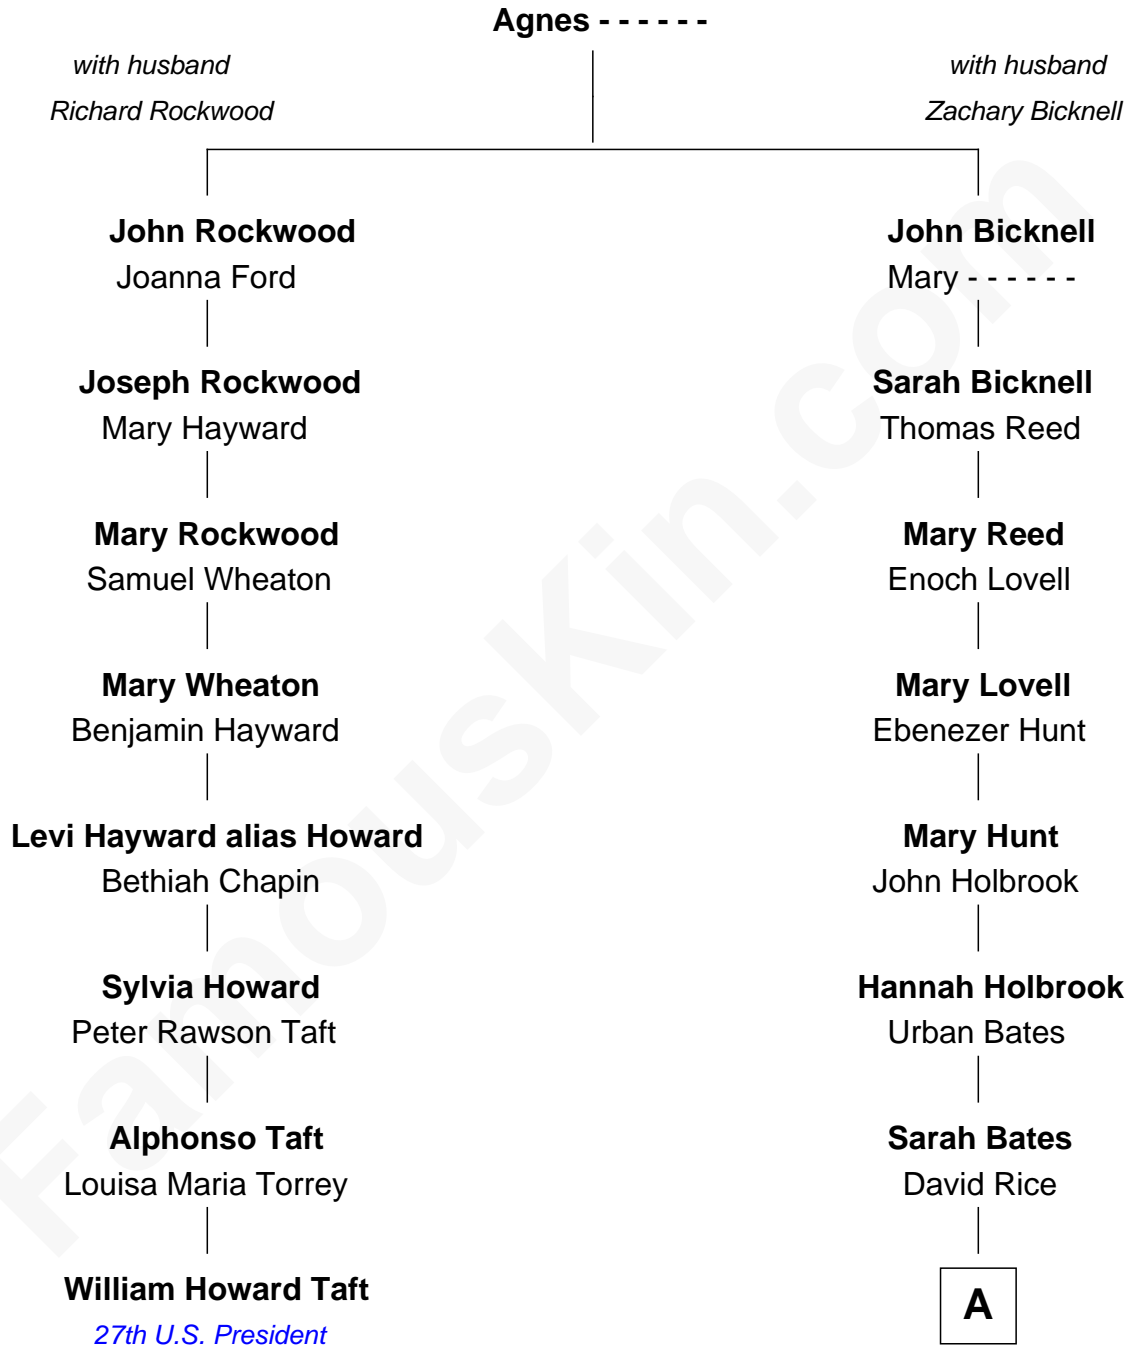 Agnes - - - - - -
with husband
Richard Rockwood
with husband
Zachary Bicknell
John Rockwood
Joanna Ford
John Bicknell
Mary - - - - - -
Joseph Rockwood
Mary Hayward
Sarah Bicknell
Thomas Reed
Mary Rockwood
Samuel Wheaton
Mary Reed
Enoch Lovell
Mary Wheaton
Benjamin Hayward
Mary Lovell
Ebenezer Hunt
Levi Hayward alias Howard
Bethiah Chapin
Mary Hunt
John Holbrook
Sylvia Howard
Peter Rawson Taft
Hannah Holbrook
Urban Bates
Alphonso Taft
Louisa Maria Torrey
Sarah Bates
David Rice
William Howard Taft
27th U.S. President
A
FamousKin.com